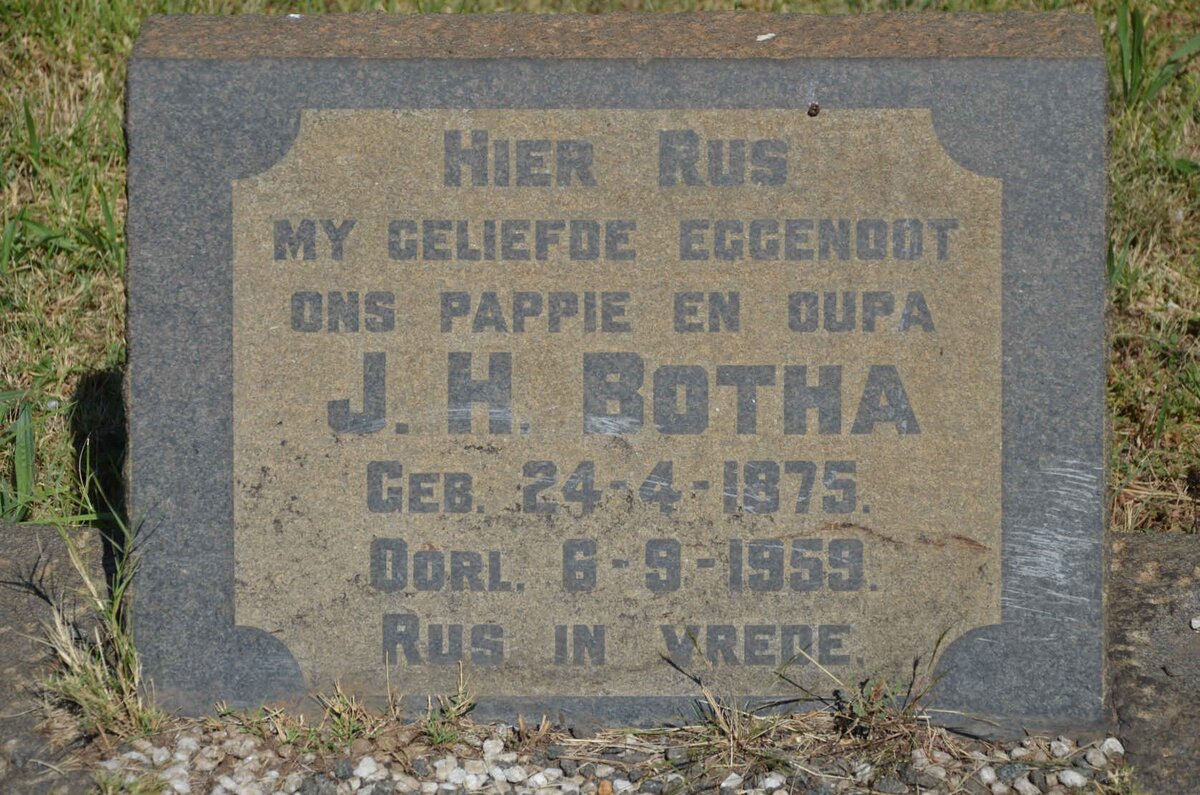 HIER RUS
MY GELIEFDE EGGENOOT
ONS PAPPIE EN OUPA
J. H. BOTHA
GEB. 24-4-1875.
OORL. 6-9-1959.
RUS IN VREDE.